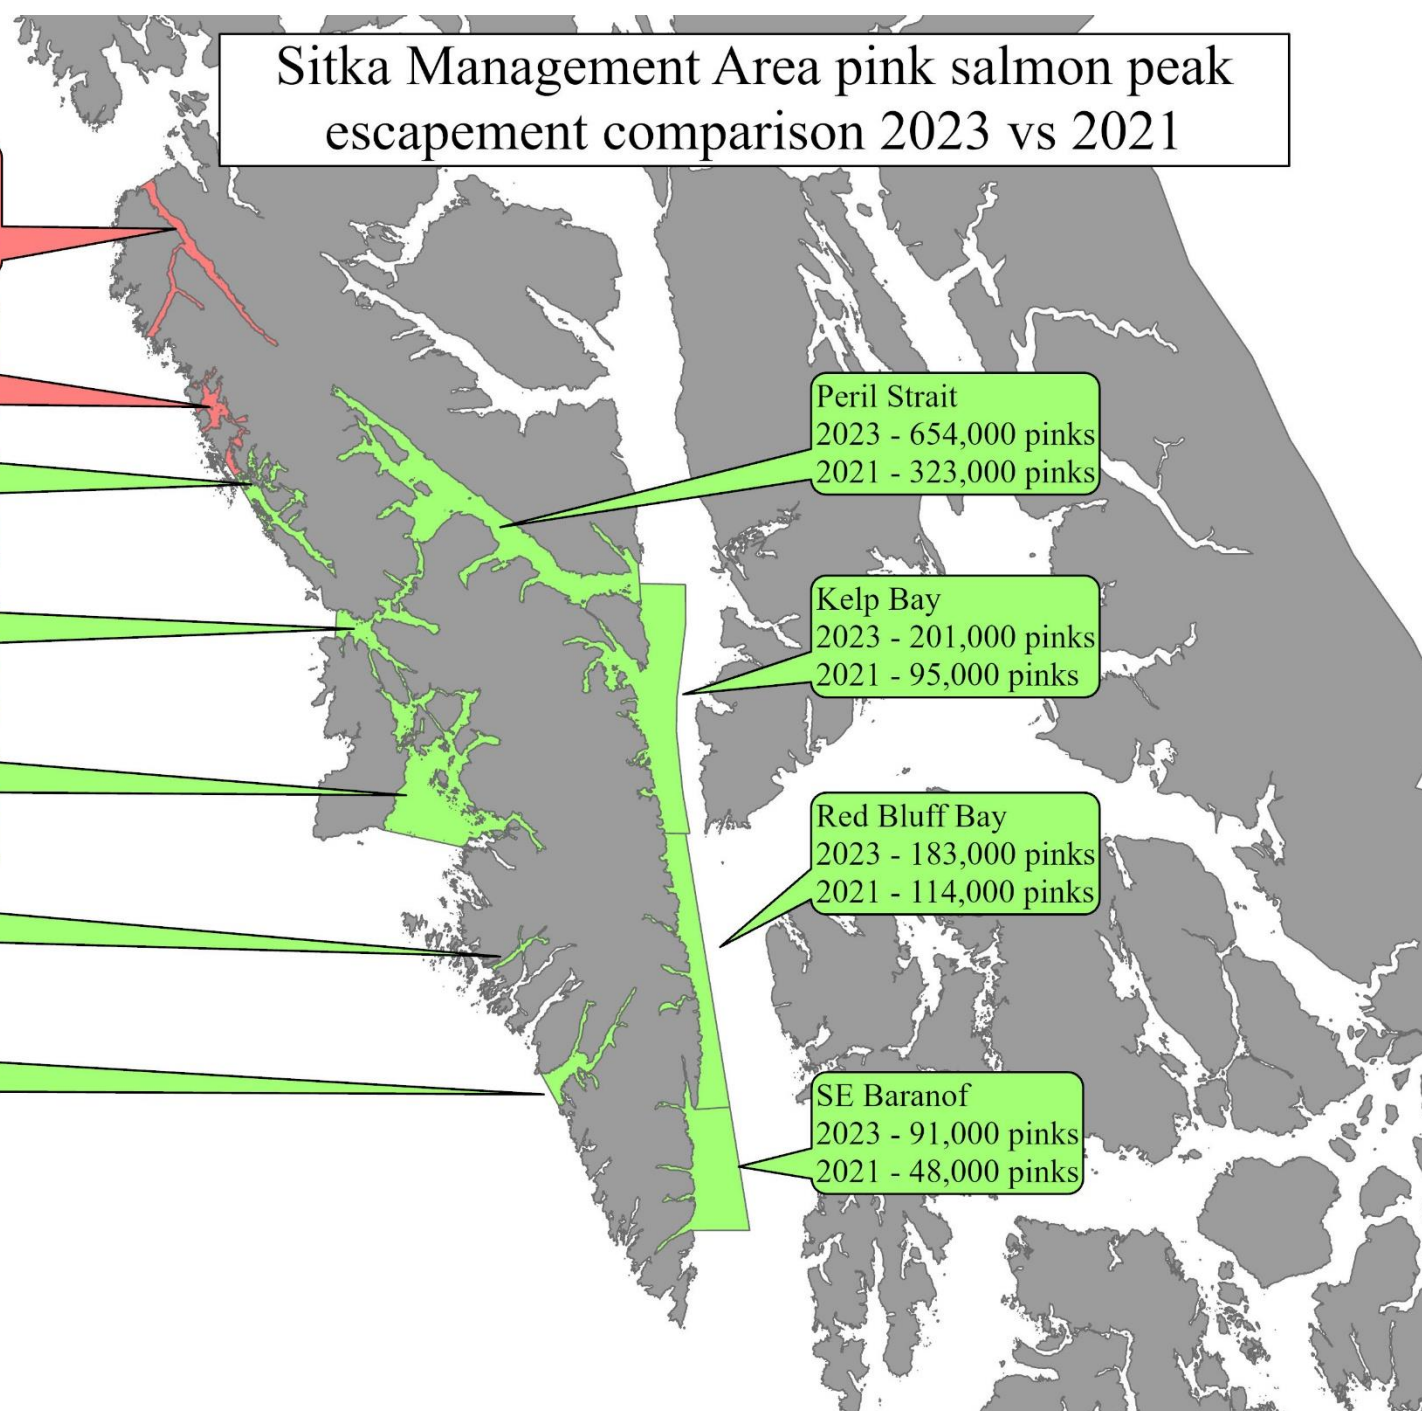 Sitka Management Area pink salmon peak
escapement comparison 2023 vs 2021
Peril Strait
2023 - 654,000 pinks
2021 - 323,000 pinks
Kelp Bay
2023 - 201,000 pinks
2021 - 95,000 pinks
Red Bluff Bay
2023 - 183,000 pinks
2021 - 114,000 pinks
SE Baranof
2023 - 91,000 pinks
2021 - 48,000 pinks